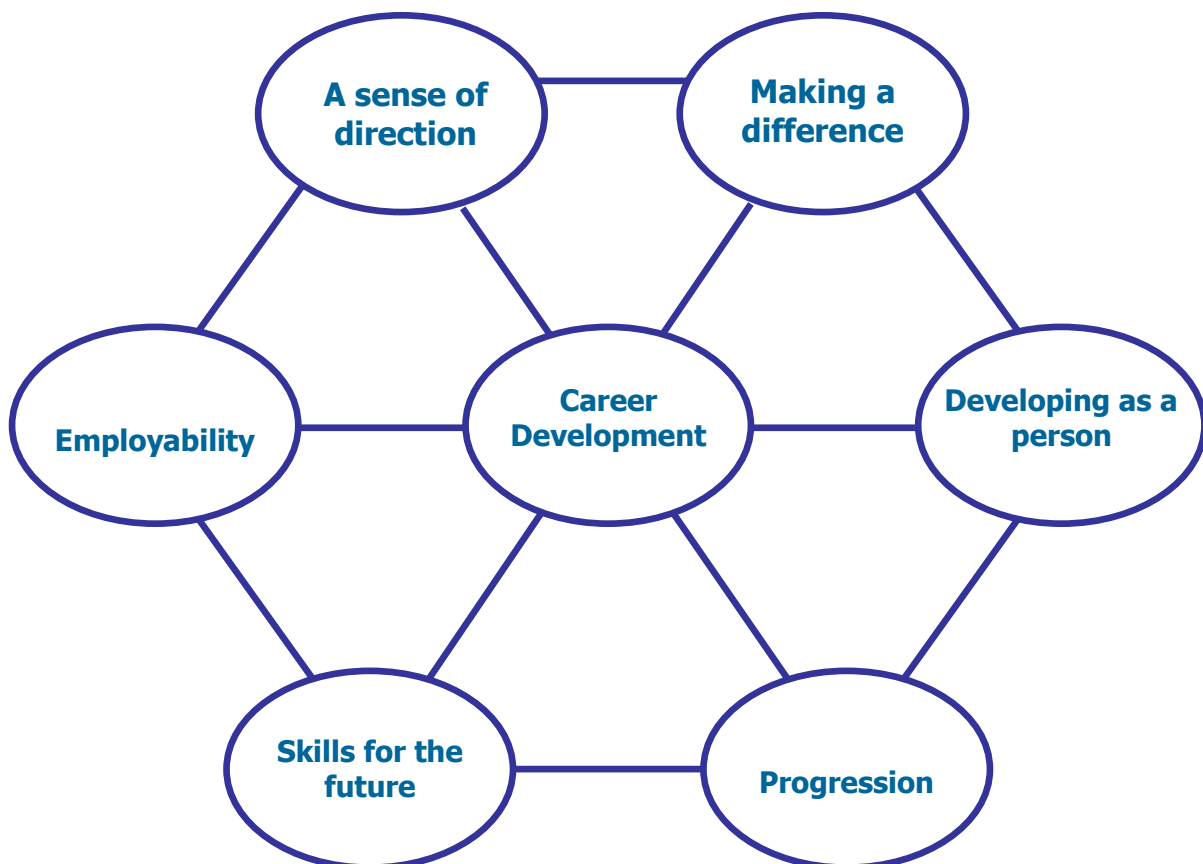 A sense of
direction
Making a
difference
Employability
Career
Development
Developing as a
person
Skills for the
future
Progression